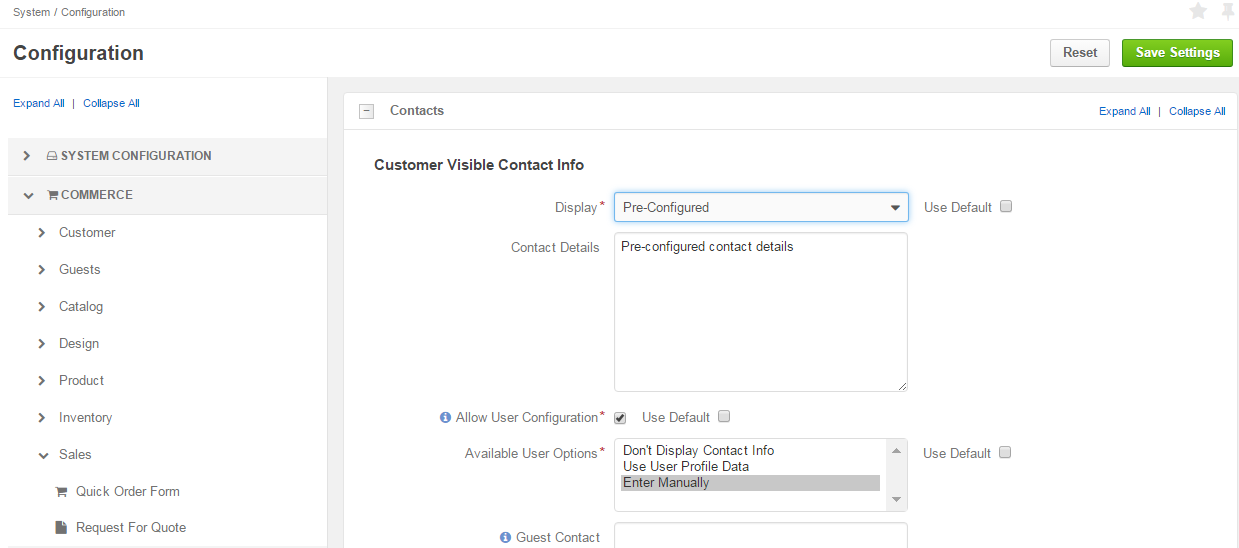 System / Configuration
Configuration
Reset
Save Settings
Expand All | Collapse All
SYSTEM CONFIGURATION
COMMERCE
Customer
Guests
Catalog
Design
Product
Inventory
Sales
Quick Order Form
Request For Quote
Contacts
Expand All | Collapse All
Customer Visible Contact Info
Display* Pre-Configured Use Default
Contact Details Pre-configured contact details
Allow User Configuration* Use Default
Available User Options* Don't Display Contact Info
Use User Profile Data
Enter Manually
Use Default
Guest Contact